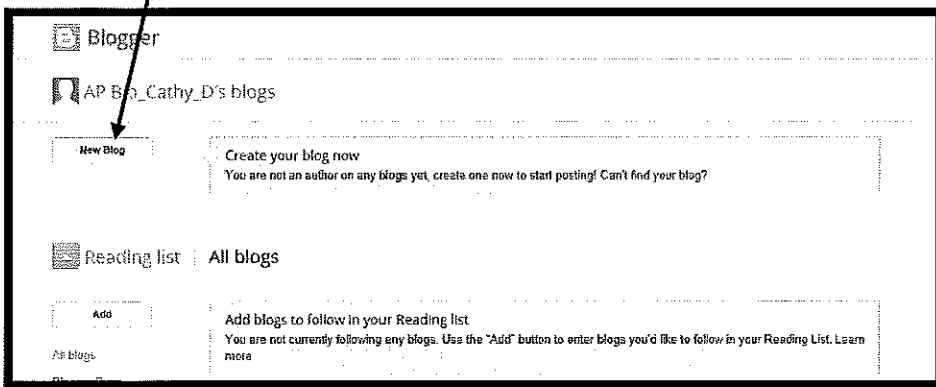 Blogger
AP Bio_Cathy_D's blogs
New Blog
Create your blog now
You are not an author on any blogs yet, create one now to start posting! Can't find your blog?
Reading list
All blogs
Add
Add blogs to follow in your Reading list
You are not currently following any blogs. Use the "Add" button to enter blogs you'd like to follow in your Reading List. Learn
more
All blogs